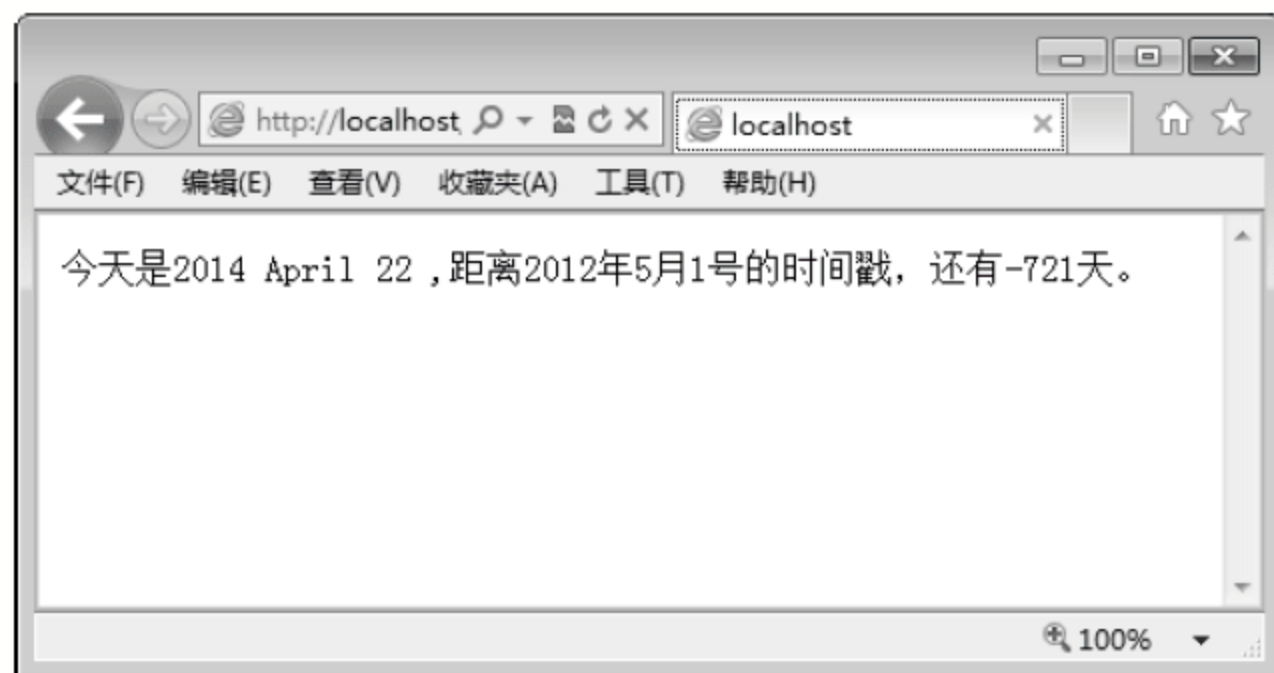 http://localhost
localhost
文件(F) 编辑(E) 查看(V) 收藏夹(A) 工具(T) 帮助(H)
今天是2014 April 22 ,距离2012年5月1号的时间戳，还有-721天。
100%